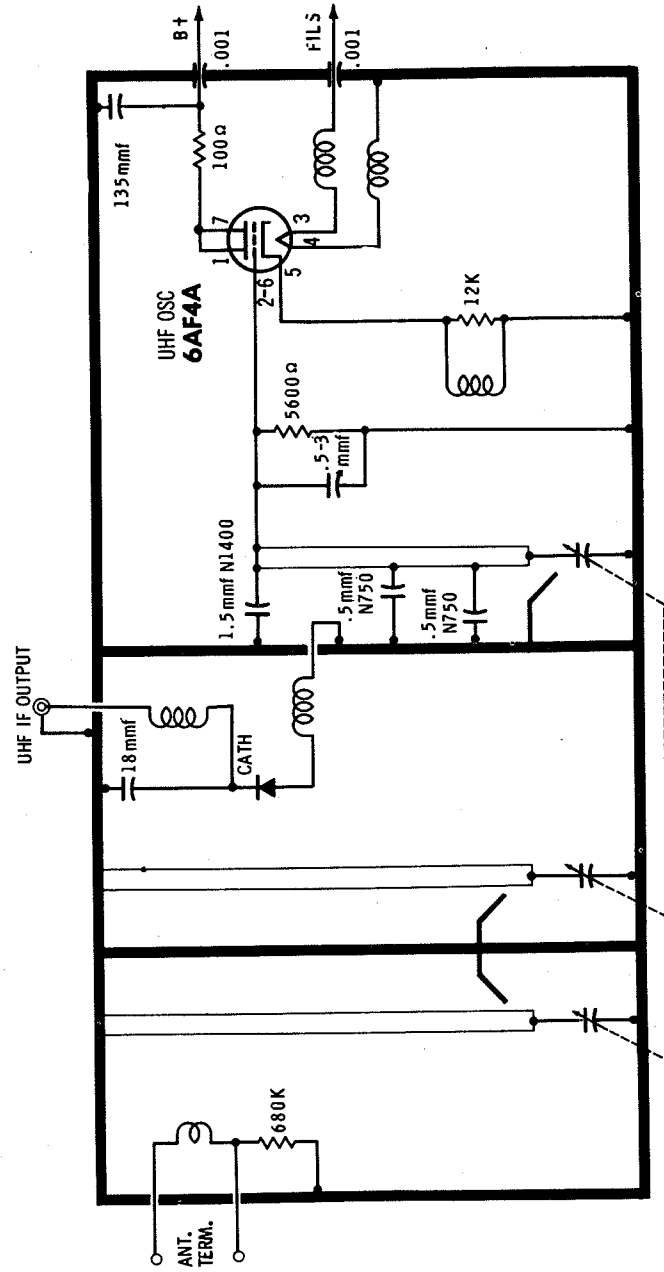 UHF IF OUTPUT
135mmf
18mmf
B+
.001
UHF OSC
6AF4A
100Ω
ANT.
TERM.
CATH
1.5mmf N1400
1
7
2-6
5
4
3
FILS
.001
680K
5600Ω
.5-3
mmf
.5mmf
N750
.5mmf
N750
12K